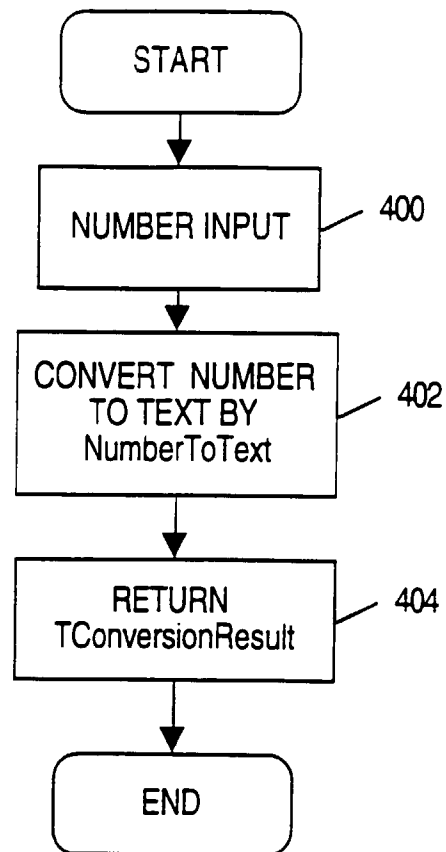 START
NUMBER INPUT
400
CONVERT NUMBER
TO TEXT BY
NumberToText
402
RETURN
TConversionResult
404
END